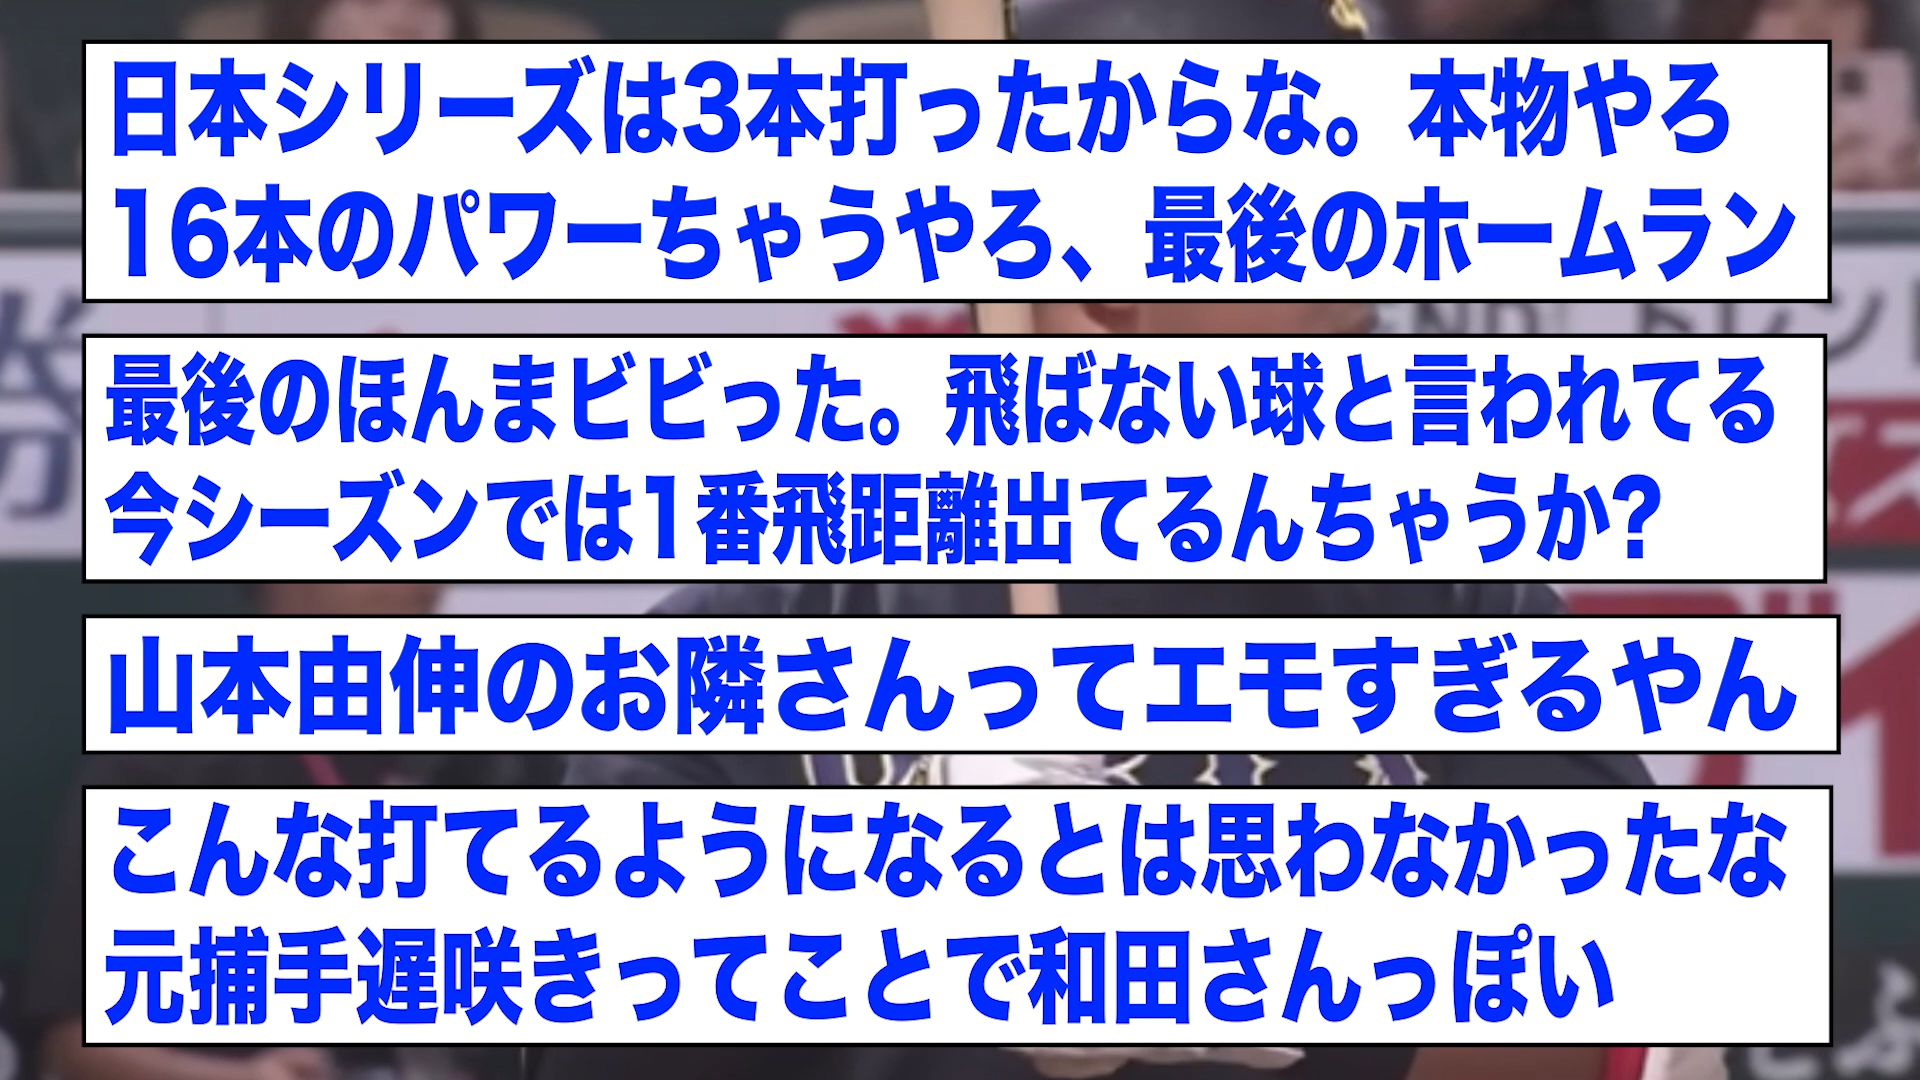 日本シリーズは3本打ったからな。本物やろ
16本のパワーちゃうやろ、最後のホームラン
最後のほんまビビった。飛ばない球と言われてる
今シーズンでは1番飛距離出てるんちゃうか?
山本由伸のお隣さんってエモすぎるやん
こんな打てるようになるとは思わなかったな
元捕手遅咲きってことで和田さんっぽい